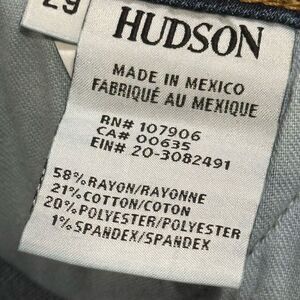 29
HUDSON
MADE IN MEXICO
FABRIQUÉ AU MEXIQUE
RN# 107906
CA# 00635
EIN# 20-3082491
58%RAYON/RAYONNE
21%COTTON/COTON
20%POLYESTER/POLYESTER
1%SPANDEX/SPANDEX